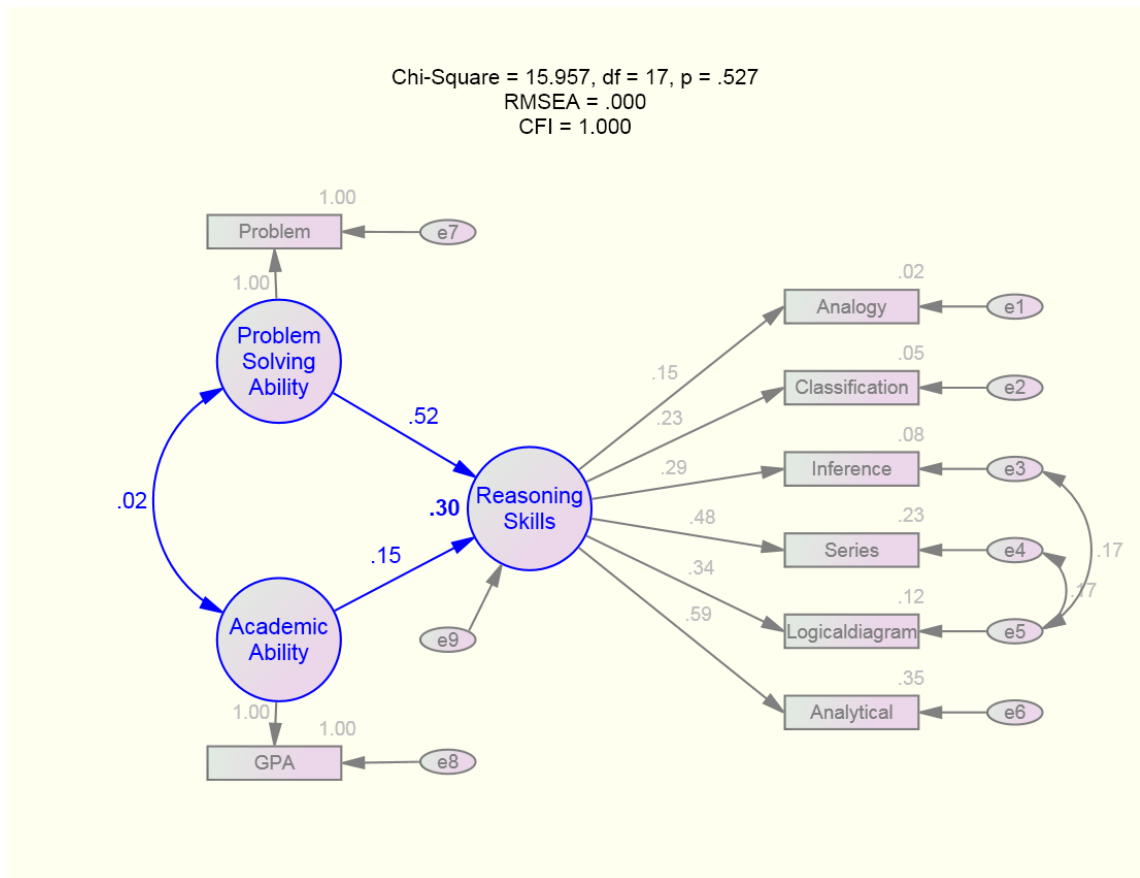 Chi-Square = 15.957, df = 17, p = .527
RMSEA = .000
CFI = 1.000
1.00
Problem
e7
1.00
Problem
Solving
Ability
.52
.02
.30
Reasoning
Skills
.15
Academic
Ability
e9
1.00
1.00
GPA
e8
.02
Analogy
e1
.15
.05
Classification
e2
.23
.08
Inference
e3
.29
.23
Series
e4
.48
.17
.17
.34
.12
Logicaldiagram
e5
.59
.35
Analytical
e6